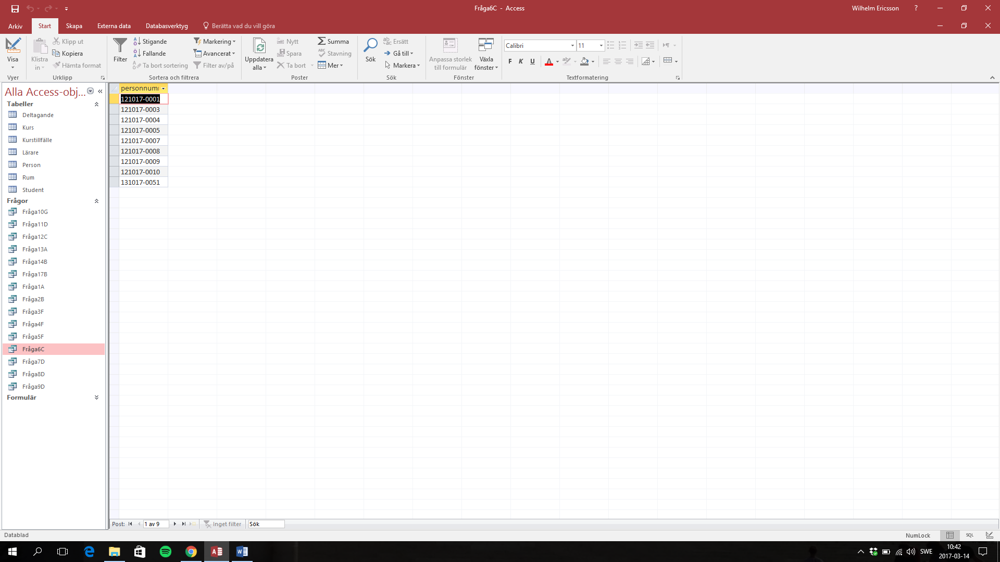 Fråga6C - Access
Wilhelm Ericsson
?
Arkiv
Start
Skapa
Externa data
Databasverktyg
Berätta vad du vill göra
Visa
Vyer
Klistra in
Klipp ut
Kopiera
Hämta format
Urklipp
Filter
Stigande
Fallande
Ta bort sortering
Markering
Avancerat
Filter av/på
Sortera och filtrera
Uppdatera alla
Nytt
Spara
Ta bort
Summa
Stavning
Mer
Poster
Sök
Ersätt
Gå till
Markera
Sök
Anpassa storlek till formulär
Växla fönster
Fönster
Calibri
11
F K U
Textformatering
Alla Access-obj...
Tabeller
Deltagande
Kurs
Kurstillfälle
Lärare
Person
Rum
Student
Frågor
Fråga10G
Fråga11D
Fråga12C
Fråga13A
Fråga14B
Fråga17B
Fråga1A
Fråga2B
Fråga3F
Fråga4F
Fråga5F
Fråga6C
Fråga7D
Fråga8D
Fråga9D
Formulär
personnumı
121017-0001
121017-0003
121017-0004
121017-0005
121017-0007
121017-0008
121017-0009
121017-0010
131017-0051
Post:
1 av 9
Inget filter
Sök
Datablad
NumLock
SQL
SWE
10:42
2017-03-14